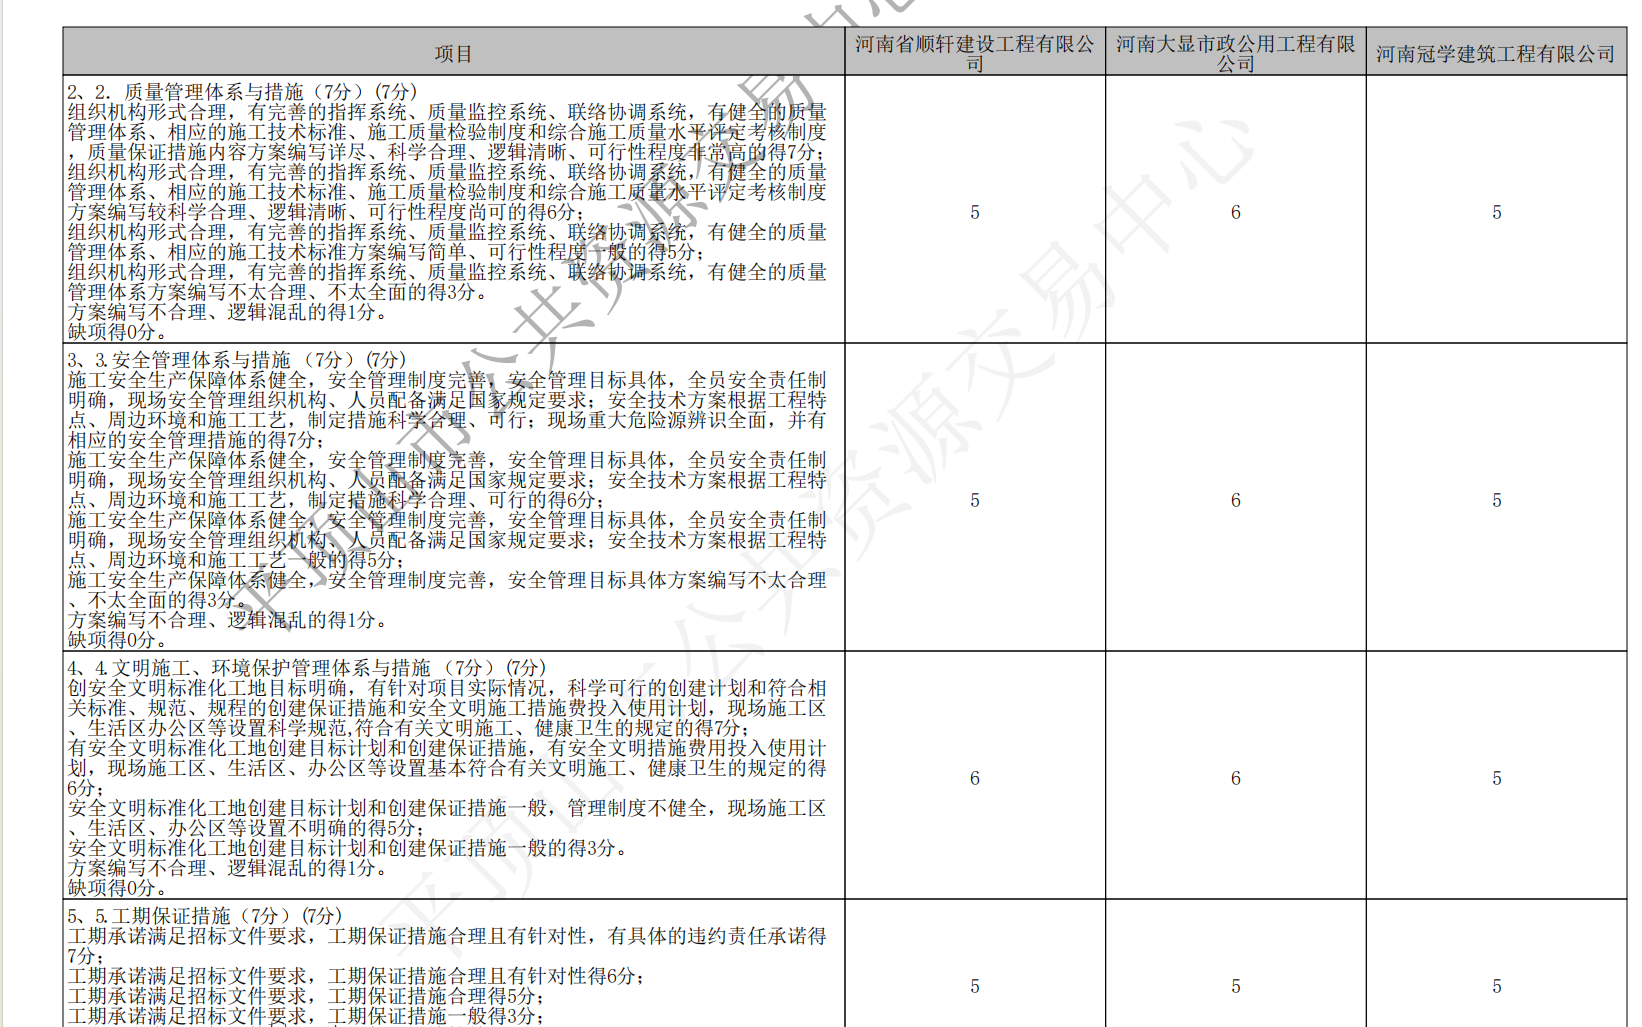 项目
河南省顺轩建设工程有限公
司
河南大显市政公用工程有限
公司
河南冠学建筑工程有限公司
2、2. 质量管理体系与措施（7分）(7分)
组织机构形式合理，有完善的指挥系统、质量监控系统、联络协调系统，有健全的质量
管理体系、相应的施工技术标准、施工质量检验制度和综合施工质量水平评定考核制度
，质量保证措施内容方案编写详尽、科学合理、逻辑清晰、可行性程度非常高的得7分；
组织机构形式合理，有完善的指挥系统、质量监控系统、联络协调系统，有健全的质量
管理体系、相应的施工技术标准、施工质量检验制度和综合施工质量水平评定考核制度
方案编写较科学合理、逻辑清晰、可行性程度尚可的得6分；
组织机构形式合理，有完善的指挥系统、质量监控系统、联络协调系统，有健全的质量
管理体系、相应的施工技术标准方案编写简单、可行性程度一般的得5分；
组织机构形式合理，有完善的指挥系统、质量监控系统、联络协调系统，有健全的质量
管理体系方案编写不太合理、不太全面的得3分。
方案编写不合理、逻辑混乱的得1分。
缺项得0分。
5
6
5
3、3.安全管理体系与措施 （7分）(7分)
施工安全生产保障体系健全，安全管理制度完善，安全管理目标具体，全员安全责任制
明确，现场安全管理组织机构、人员配备满足国家规定要求；安全技术方案根据工程特
点、周边环境和施工工艺，制定措施科学合理、可行；现场重大危险源辨识全面，并有
相应的安全管理措施的得7分；
施工安全生产保障体系健全，安全管理制度完善，安全管理目标具体，全员安全责任制
明确，现场安全管理组织机构、人员配备满足国家规定要求；安全技术方案根据工程特
点、周边环境和施工工艺，制定措施科学合理、可行的得6分；
施工安全生产保障体系健全，安全管理制度完善，安全管理目标具体，全员安全责任制
明确，现场安全管理组织机构、人员配备满足国家规定要求；安全技术方案根据工程特
点、周边环境和施工工艺一般的得5分；
施工安全生产保障体系健全，安全管理制度完善，安全管理目标具体方案编写不太合理
、不太全面的得3分。
方案编写不合理、逻辑混乱的得1分。
缺项得0分。
5
6
5
4、4.文明施工、环境保护管理体系与措施 （7分）(7分)
创安全文明标准化工地目标明确，有针对项目实际情况，科学可行的创建计划和符合相
关标准、规范、规程的创建保证措施和安全文明施工措施费投入使用计划，现场施工区
、生活区办公区等设置科学规范,符合有关文明施工、健康卫生的规定的得7分；
有安全文明标准化工地创建目标计划和创建保证措施，有安全文明措施费用投入使用计
划，现场施工区、生活区、办公区等设置基本符合有关文明施工、健康卫生的规定的得
6分；
安全文明标准化工地创建目标计划和创建保证措施一般，管理制度不健全，现场施工区
、生活区、办公区等设置不明确的得5分；
安全文明标准化工地创建目标计划和创建保证措施一般的得3分。
方案编写不合理、逻辑混乱的得1分。
缺项得0分。
6
6
5
5、5.工期保证措施（7分）(7分)
工期承诺满足招标文件要求，工期保证措施合理且有针对性，有具体的违约责任承诺得
7分；
工期承诺满足招标文件要求，工期保证措施合理且有针对性得6分；
工期承诺满足招标文件要求，工期保证措施合理得5分；
工期承诺满足招标文件要求，工期保证措施一般得3分；
5
5
5
平顶山市公共资源交易中心
平顶山市公共资源交易中心